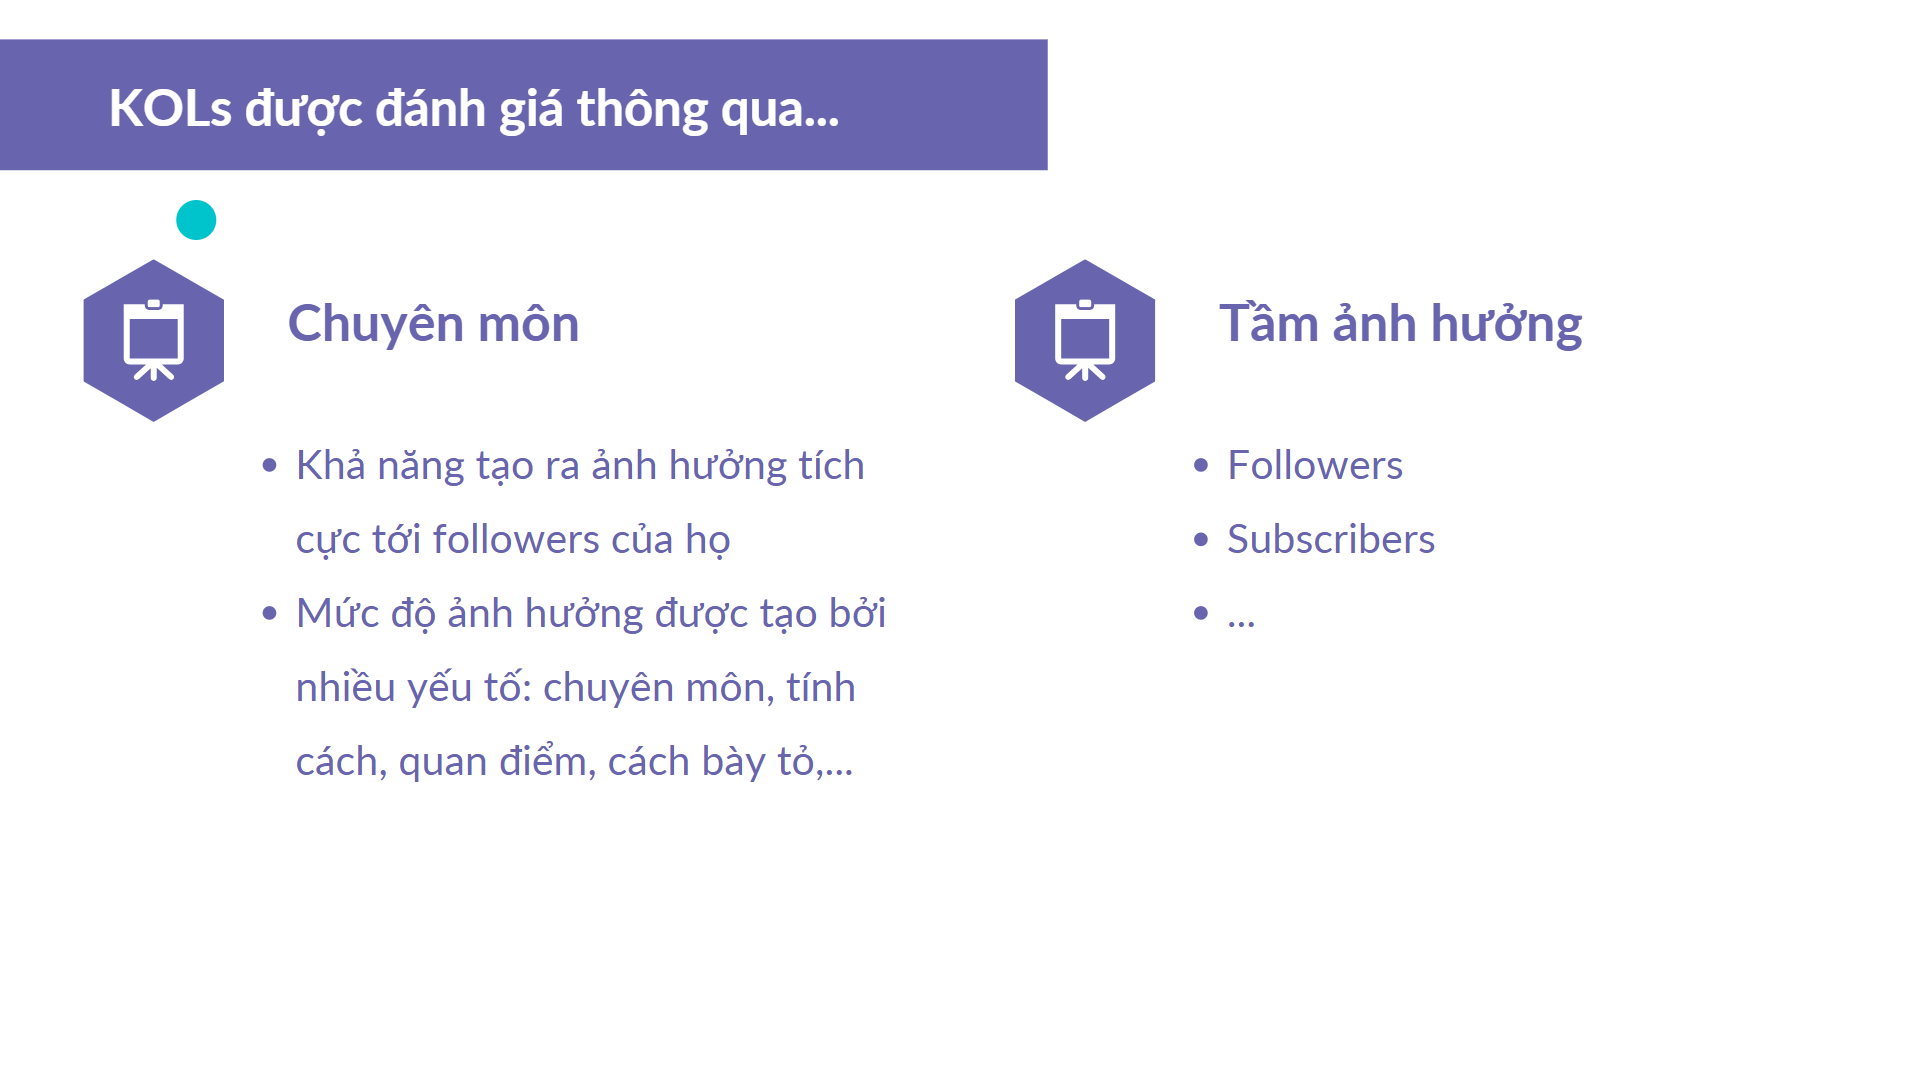 KOLs được đánh giá thông qua...
Chuyên môn
• Khả năng tạo ra ảnh hưởng tích
cực tới followers của họ
• Mức độ ảnh hưởng được tạo bởi
nhiều yếu tố: chuyên môn, tính
cách, quan điểm, cách bày tỏ,...
Tầm ảnh hưởng
• Followers
• Subscribers
• ...